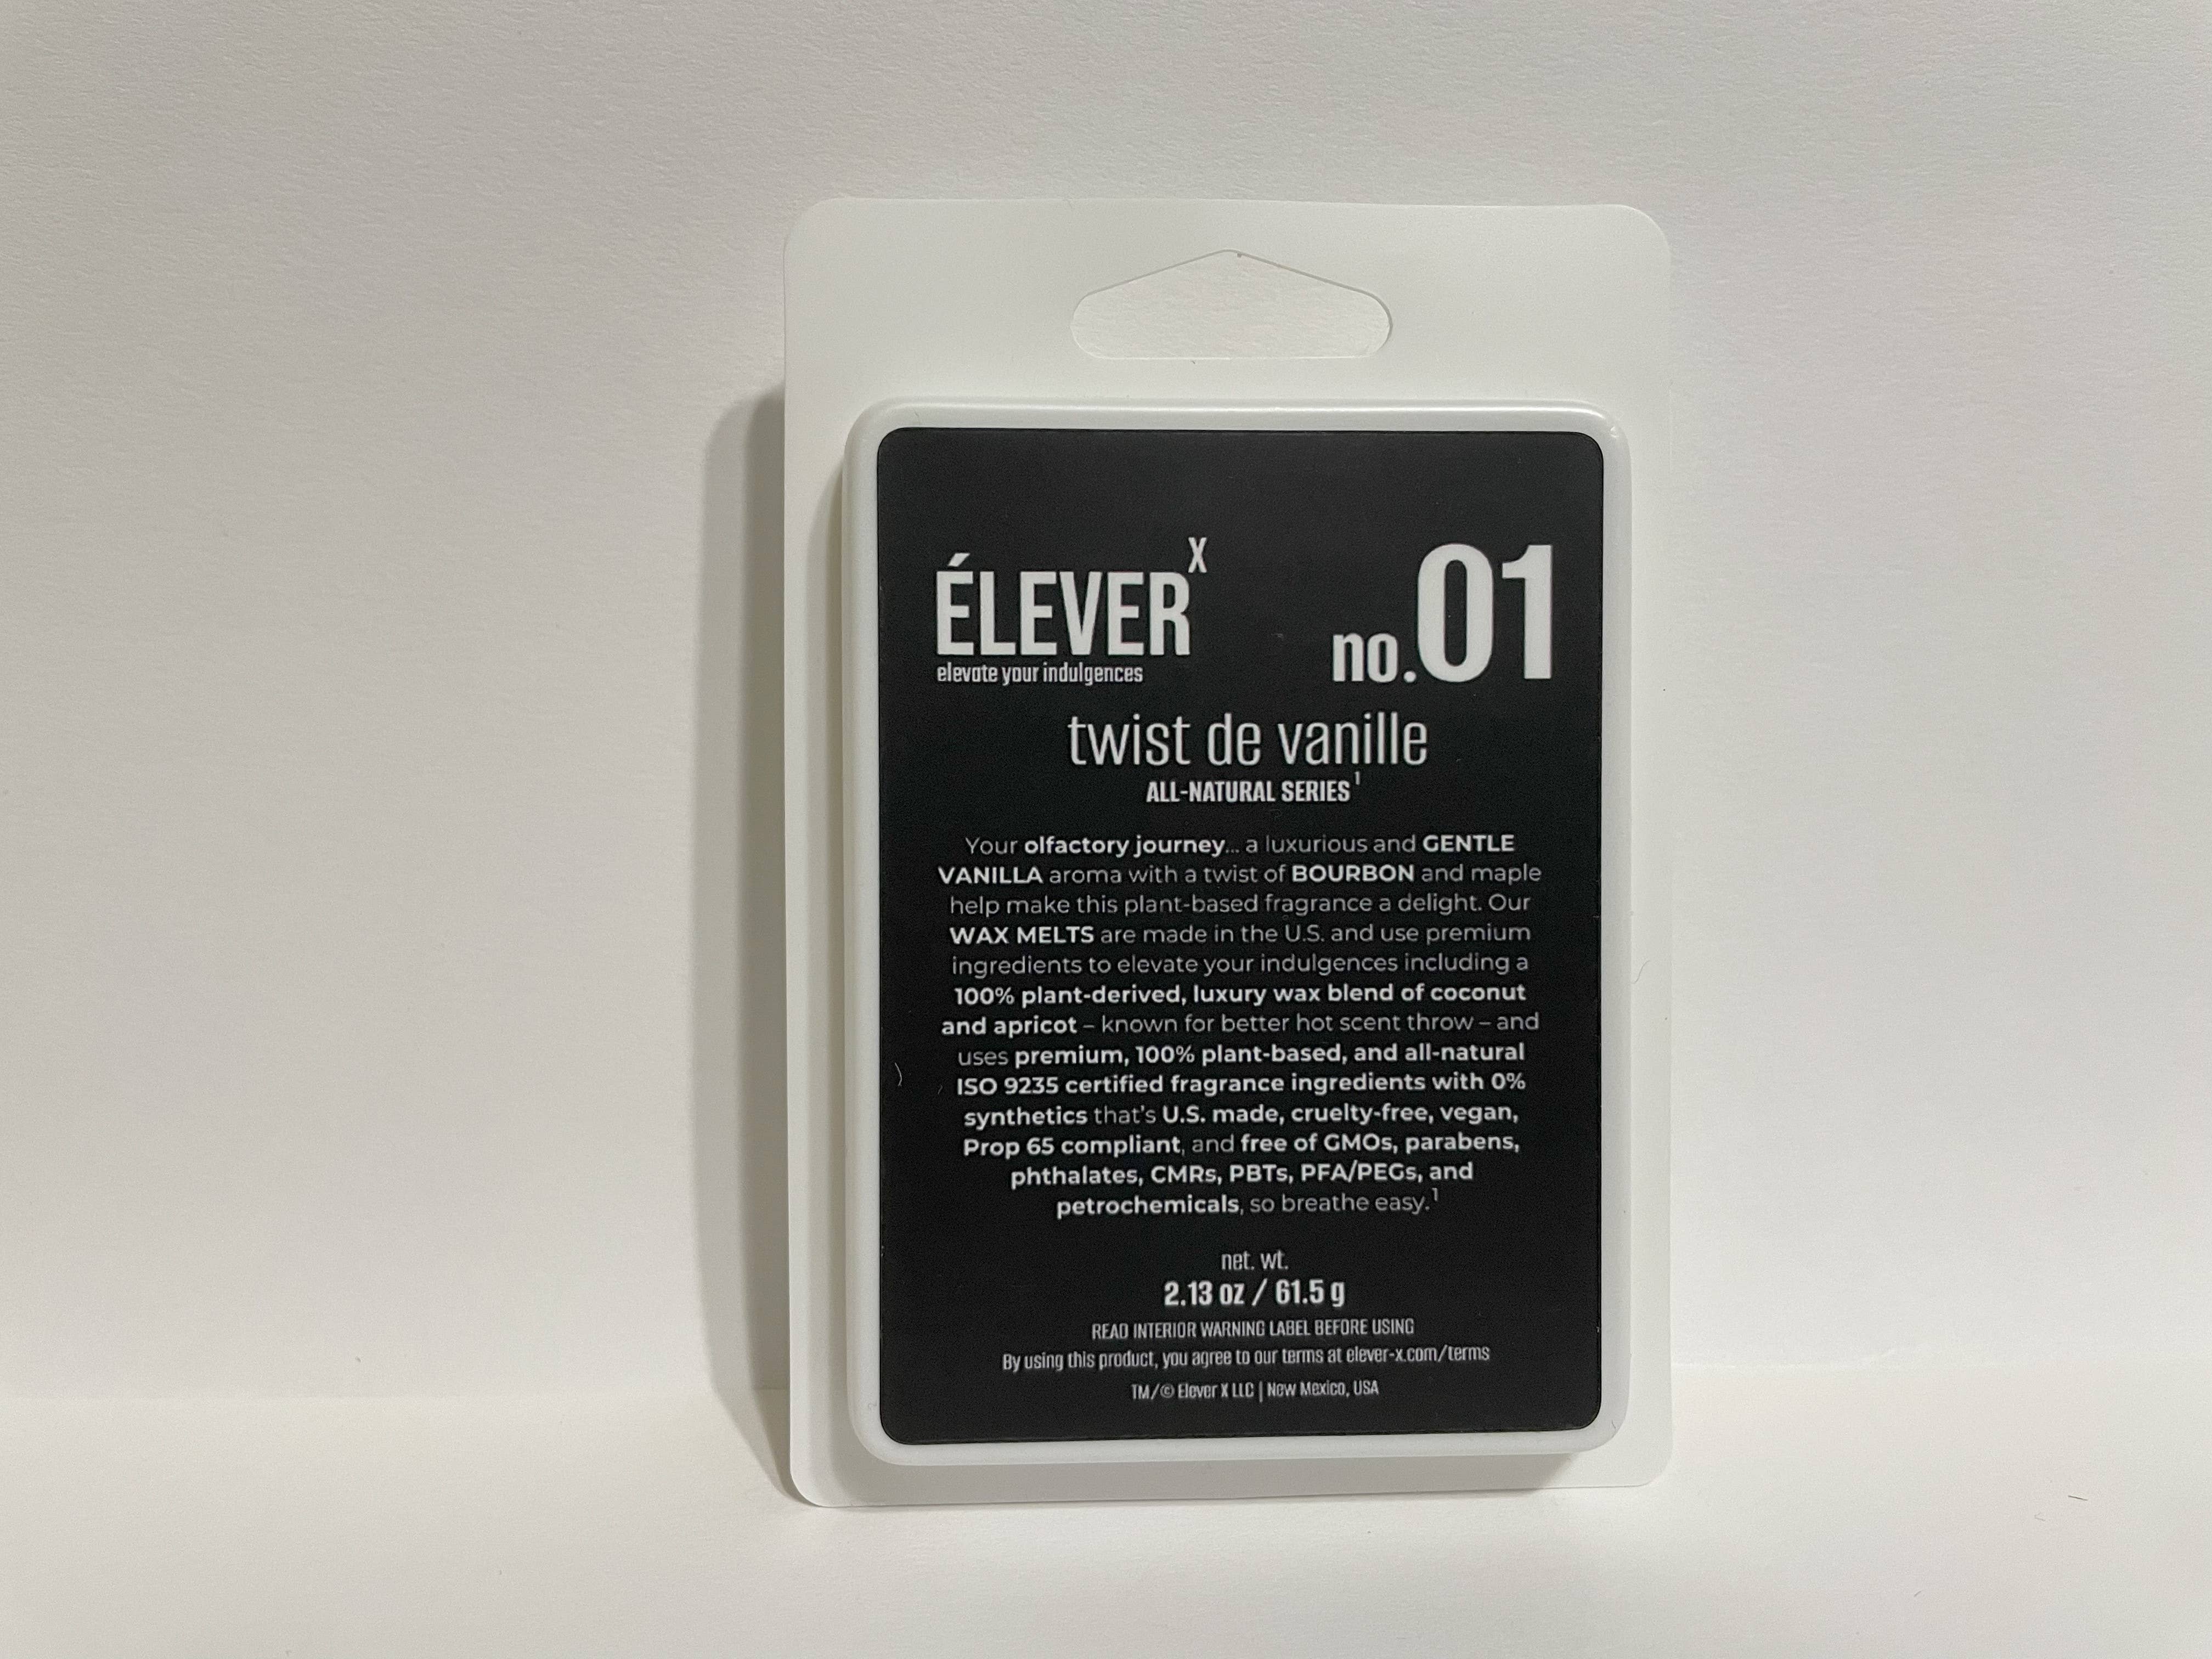 ÉLEVER X
elevate your indulgences
no.01
twist de vanille
ALL-NATURAL SERIES¹
Your olfactory journey... a luxurious and GENTLE
VANILLA aroma with a twist of BOURBON and maple
help make this plant-based fragrance a delight. Our
WAX MELTS are made in the U.S. and use premium
ingredients to elevate your indulgences including a
100% plant-derived, luxury wax blend of coconut
and apricot – known for better hot scent throw – and
uses premium, 100% plant-based, and all-natural
ISO 9235 certified fragrance ingredients with 0%
synthetics that's U.S. made, cruelty-free, vegan,
Prop 65 compliant, and free of GMOs, parabens,
phthalates, CMRs, PBTs, PFA/PEGs, and
petrochemicals, so breathe easy.¹
net. wt.
2.13 oz / 61.5 g
READ INTERIOR WARNING LABEL BEFORE USING
By using this product, you agree to our terms at elever-x.com/terms
TM/© Elever X LLC | New Mexico, USA